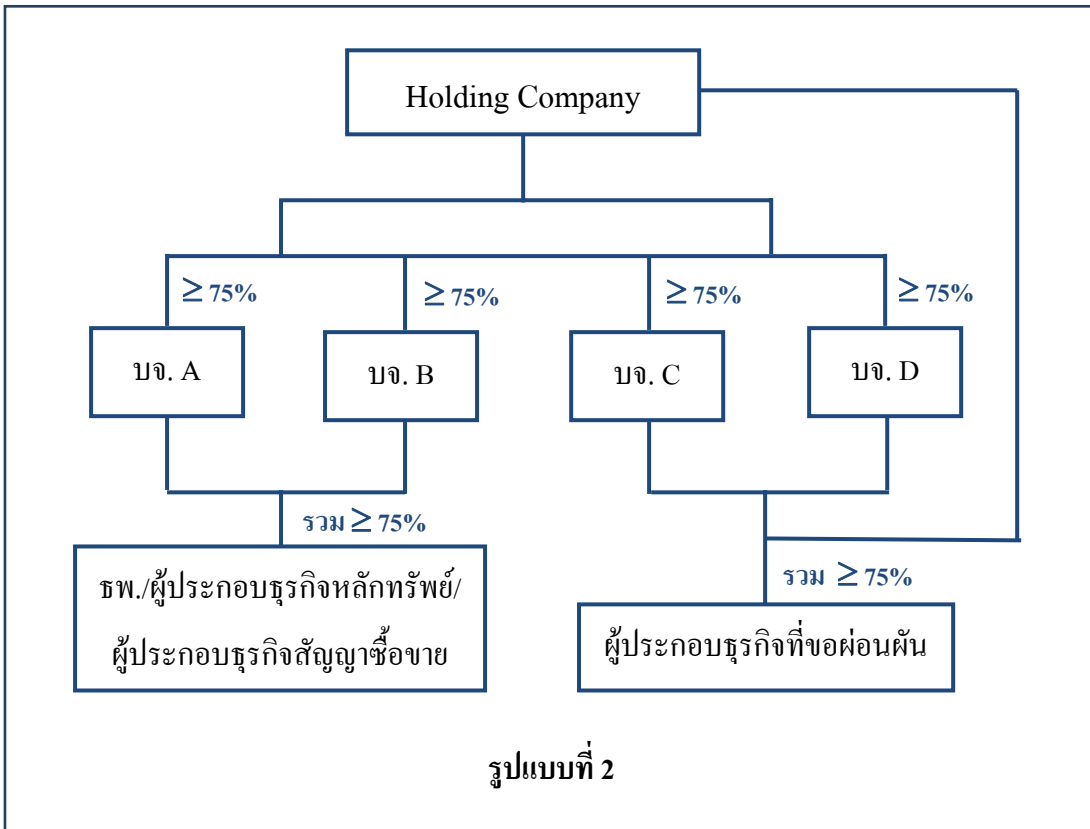 Holding Company
≥ 75%
≥ 75%
≥ 75%
≥ 75%
บจ. A
บจ. B
บจ. C
บจ. D
รวม ≥ 75%
ธพ./ผู้ประกอบธุรกิจหลักทรัพย์/
ผู้ประกอบธุรกิจสัญญาซื้อขาย
รวม ≥ 75%
ผู้ประกอบธุรกิจที่ขอผ่อนผัน
รูปแบบที่ 2